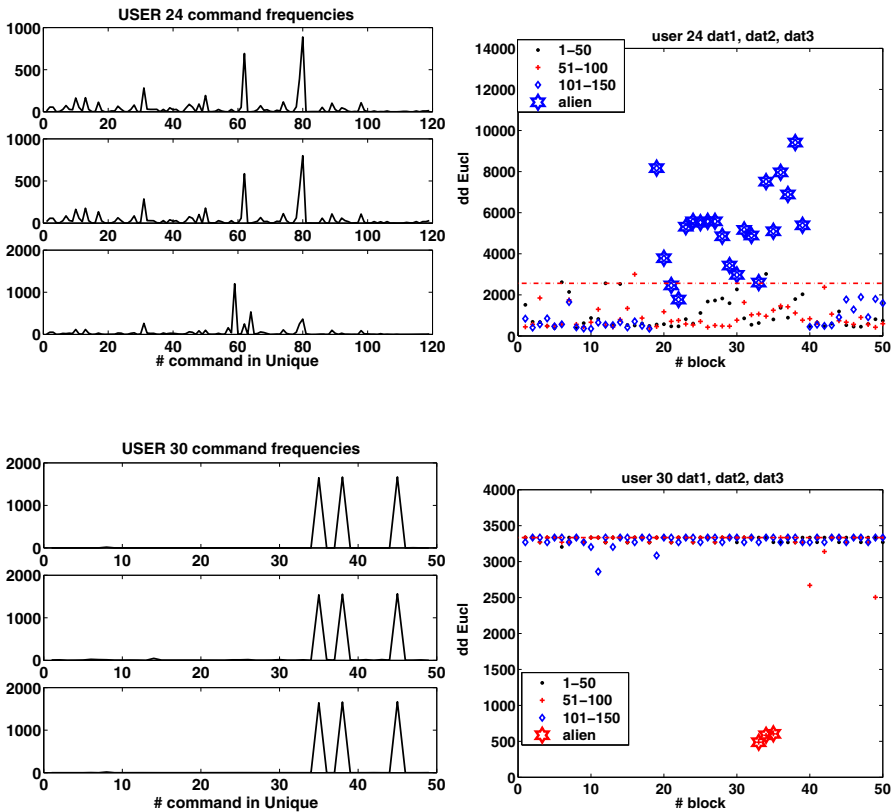 USER 24 command frequencies
1000
500
0
0 20 40 60 80 100 120
1000
500
0
0 20 40 60 80 100 120
2000
1000
0
0 20 40 60 80 100 120
# command in Unique
user 24 dat1, dat2, dat3
14000
12000
10000
8000
6000
4000
2000
0
dd Eucl
1−50
51−100
101−150
alien
0 10 20 30 40 50
# block
USER 30 command frequencies
2000
1000
0
0 10 20 30 40 50
2000
1000
0
0 10 20 30 40 50
2000
1000
0
0 10 20 30 40 50
# command in Unique
user 30 dat1, dat2, dat3
4000
3500
3000
2500
2000
1500
1000
500
0
dd Eucl
1−50
51−100
101−150
alien
0 10 20 30 40 50
# block